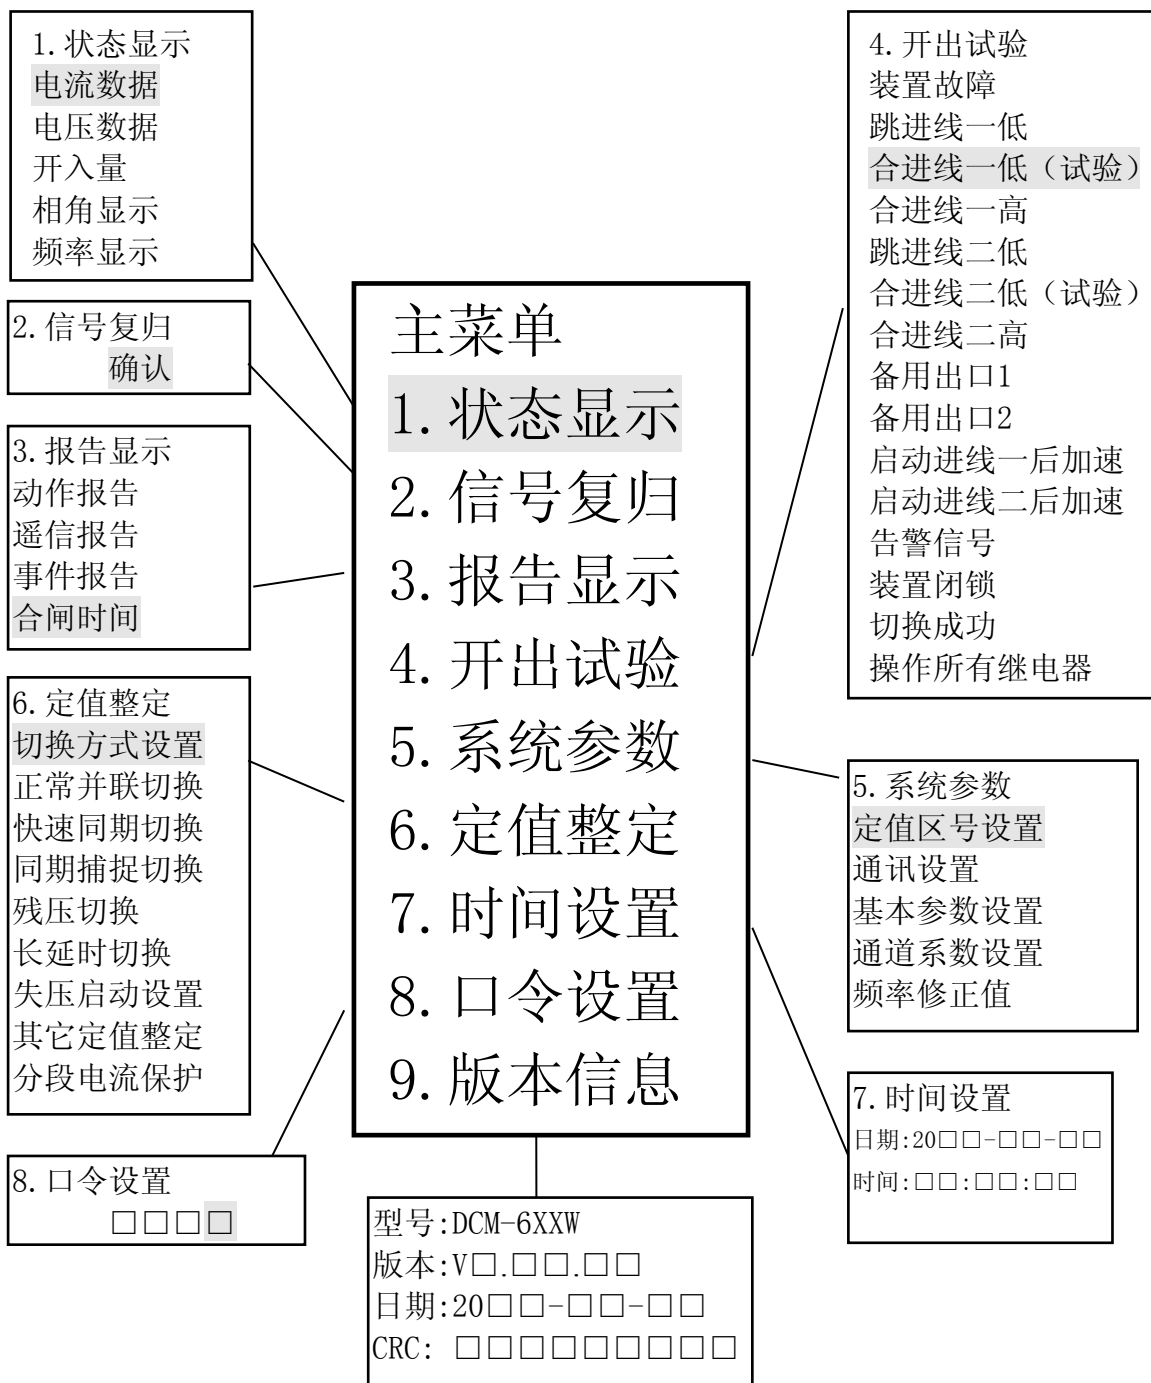 1.状态显示
电流数据
电压数据
开入量
相角显示
频率显示
2.信号复归
确认
3.报告显示
动作报告
遥信报告
事件报告
合闸时间
6.定值整定
切换方式设置
正常并联切换
快速同期切换
同期捕捉切换
残压切换
长延时切换
失压启动设置
其它定值整定
分段电流保护
8.口令设置
□□□□
主菜单
1.状态显示
2.信号复归
3.报告显示
4.开出试验
5.系统参数
6.定值整定
7.时间设置
8.口令设置
9.版本信息
型号:DCM-6XXW
版本:V□.□□.□□
日期:20□□-□□-□□
CRC: □□□□□□□□□
4.开出试验
装置故障
跳进线一低
合进线一低（试验）
合进线一高
跳进线二低
合进线二低（试验）
合进线二高
备用出口1
备用出口2
启动进线一后加速
启动进线二后加速
告警信号
装置闭锁
切换成功
操作所有继电器
5.系统参数
定值区号设置
通讯设置
基本参数设置
通道系数设置
频率修正值
7.时间设置
日期:20□□-□□-□□
时间:□□:□□:□□